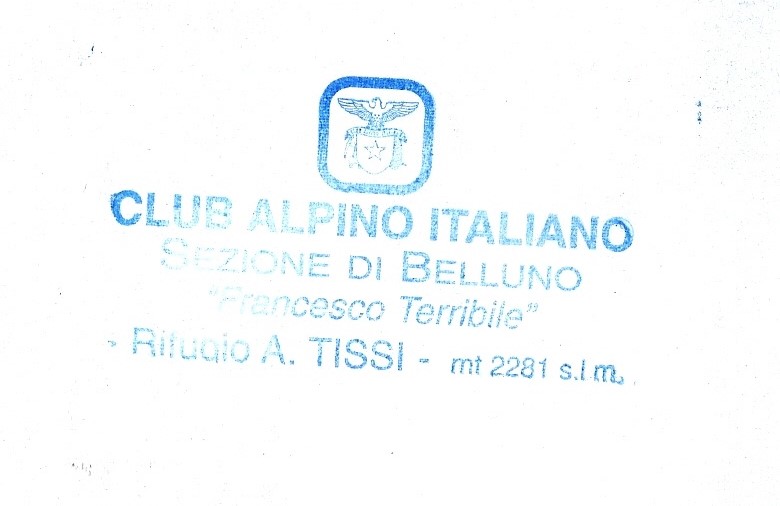 CLUB ALPINO ITALIANO
SEZIONE DI BELLUNO
"Francesco Terribile"
Rifugio A. TISSI - mt 2281 s.l.m.